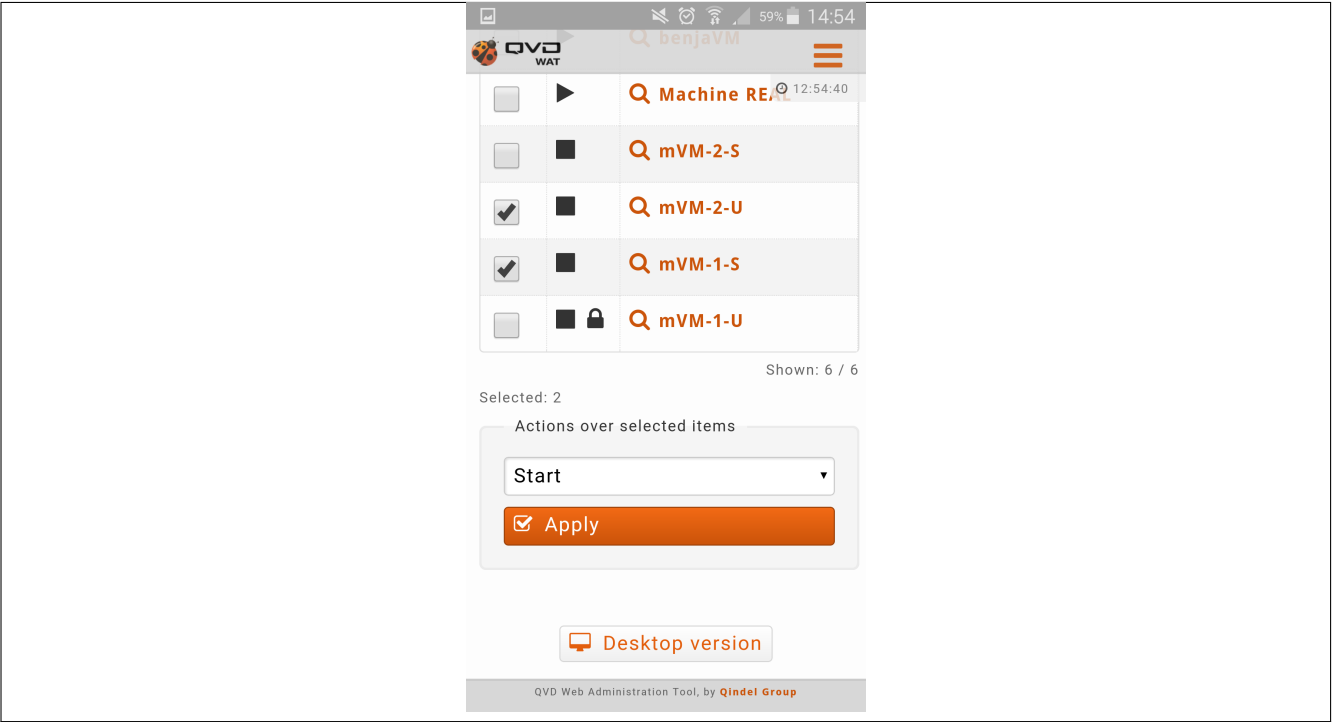 59% 14:54
QVD
WAT
benjaVM
12:54:40
Machine REAL
mVM-2-S
mVM-2-U
mVM-1-S
mVM-1-U
Shown: 6 / 6
Selected: 2
Actions over selected items
Start
Apply
Desktop version
QVD Web Administration Tool, by Qindel Group